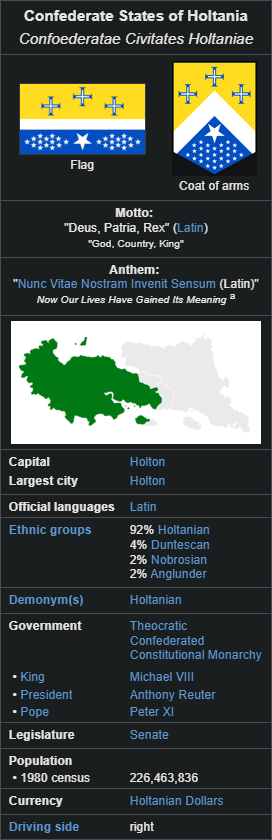 Confederate States of Holtania
Confoederatae Civitates Holtaniae
Flag
Coat of arms
Motto:
"Deus, Patria, Rex" (Latin)
"God, Country, King"
Anthem:
"Nunc Vitae Nostram Invenit Sensum (Latin)"
Now Our Lives Have Gained Its Meaning a
Capital Holton
Largest city Holton
Official languages Latin
Ethnic groups 92% Holtanian
4% Duntescan
2% Nobrosian
2% Anglunder
Demonym(s) Holtanian
Government Theocratic
Confederated
Constitutional Monarchy
• King Michael VIII
• President Anthony Reuter
• Pope Peter XI
Legislature Senate
Population
• 1980 census 226,463,836
Currency Holtanian Dollars
Driving side right